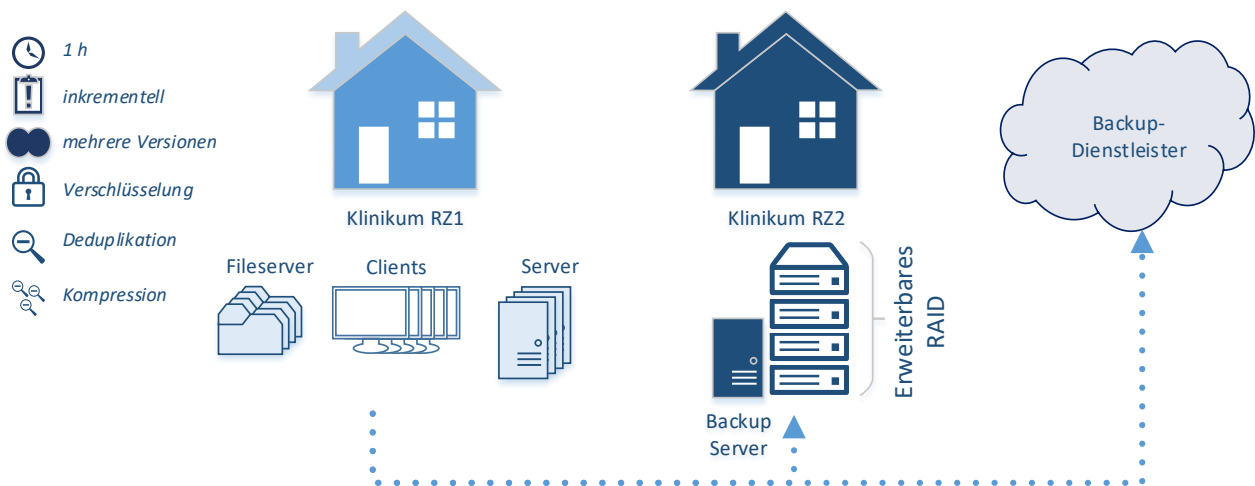 1 h
inkrementell
mehrere Versionen
Verschlüsselung
Deduplikation
Kompression
Klinikum RZ1
Fileserver
Clients
Server
Klinikum RZ2
Erweiterbares
RAID
Backup
Server
Backup-
Dienstleister